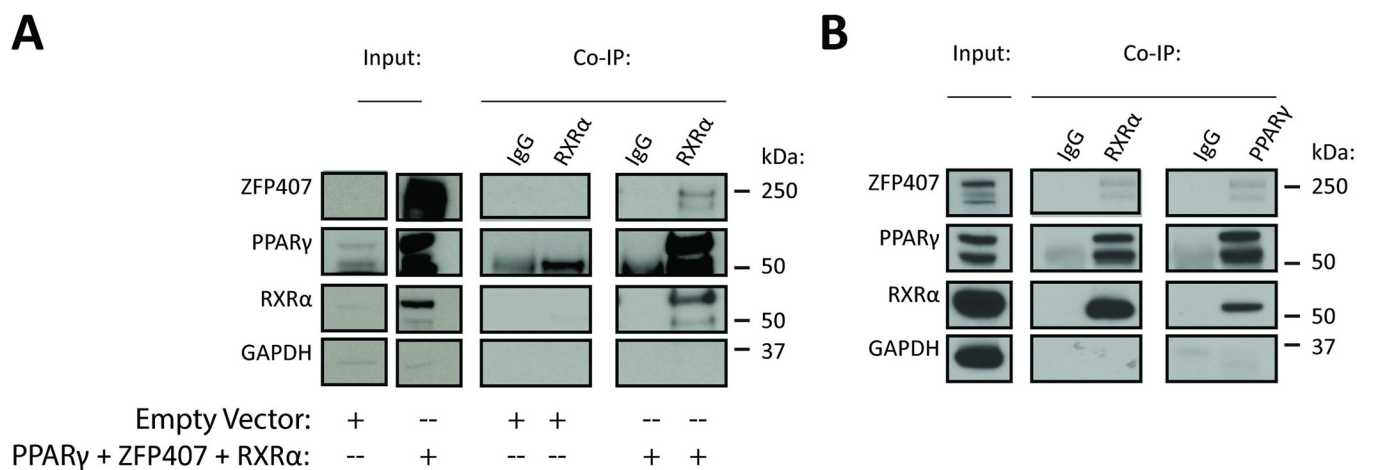 A
Input: Co-IP:
IgG RXRα IgG RXRα
kDa:
ZFP407 250
PPARγ 50
RXRα 50
GAPDH 37
Empty Vector: + -- + + -- --
PPARγ + ZFP407 + RXRα: -- + -- -- + +
B
Input: Co-IP:
IgG RXRα IgG PPARγ
kDa:
ZFP407 250
PPARγ 50
RXRα 50
GAPDH 37